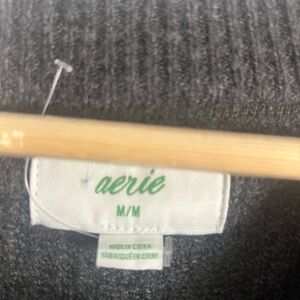 aerie
M/M
MADE IN CHINA
FABRIQUÉ EN CHINE